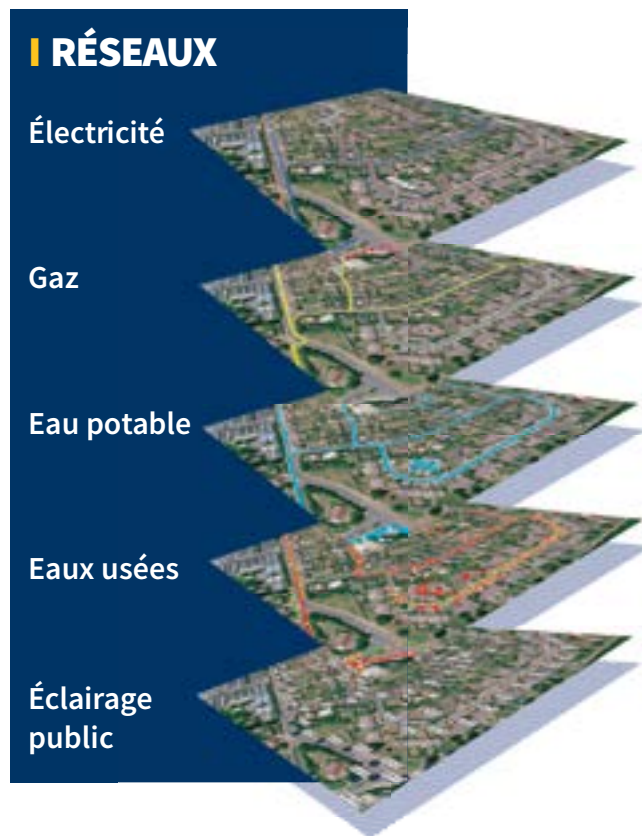 RÉSEAUX
Électricité
Gaz
Eau potable
Eaux usées
Éclairage
public